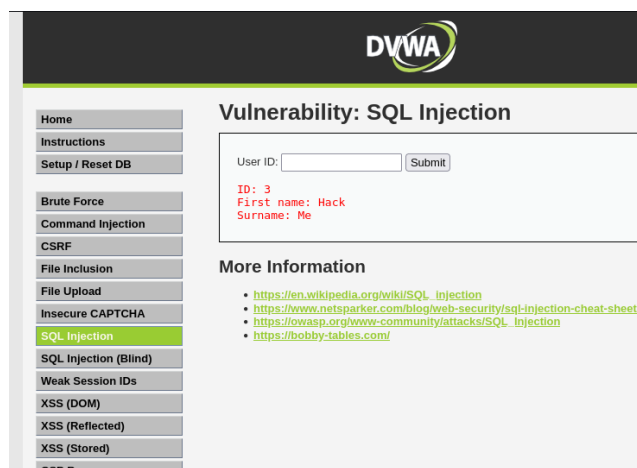 DVWA
Home
Instructions
Setup / Reset DB
Brute Force
Command Injection
CSRF
File Inclusion
File Upload
Insecure CAPTCHA
SQL Injection
SQL Injection (Blind)
Weak Session IDs
XSS (DOM)
XSS (Reflected)
XSS (Stored)
Vulnerability: SQL Injection
User ID: Submit
ID: 3
First name: Hack
Surname: Me
More Information
https://en.wikipedia.org/wiki/SQL_injection
https://www.netsparker.com/blog/web-security/sql-injection-cheat-sheet
https://owasp.org/www-community/attacks/SQL_Injection
https://bobby-tables.com/